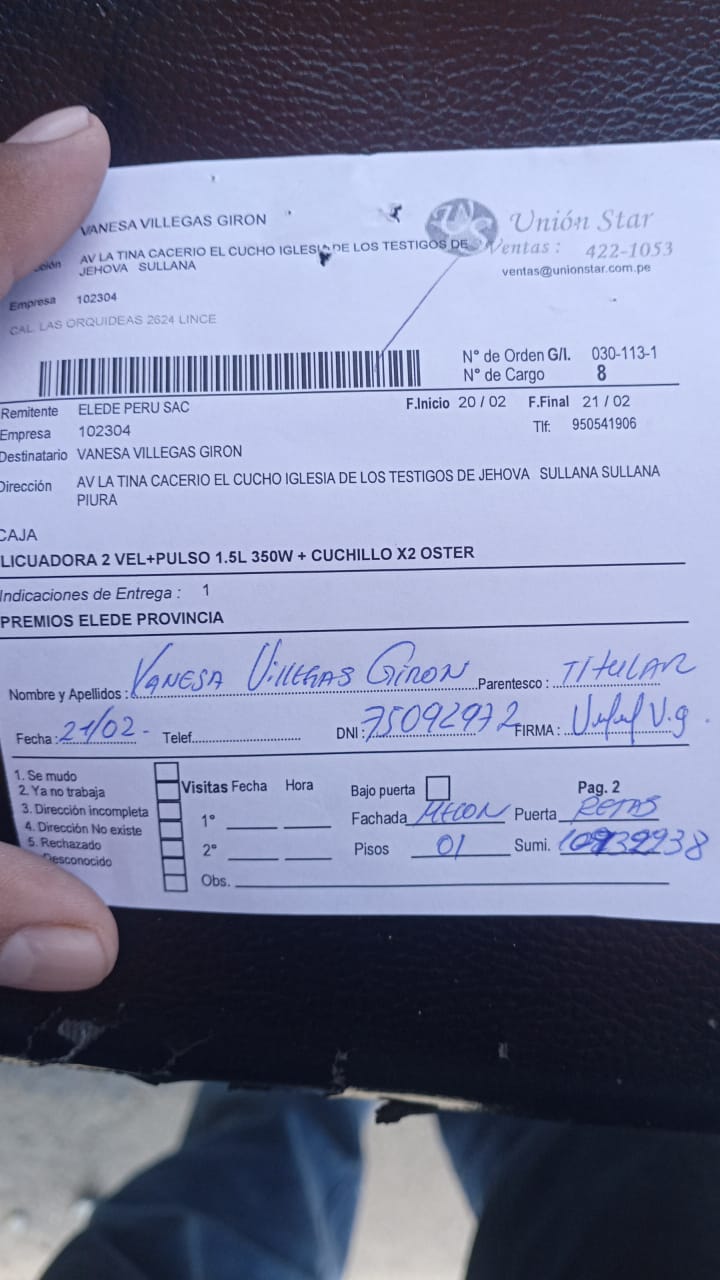 VANESA VILLEGAS GIRON
Unión Star
AV LA TINA CACERIO EL CUCHO IGLESIA DE LOS TESTIGOS DE
JEHOVA SULLANA
Ventas : 422-1053
ventas@unionstar.com.pe
Empresa 102304
CAL. LAS ORQUIDEAS 2624 LINCE
N° de Orden G/I. 030-113-1
N° de Cargo 8
Remitente ELEDE PERU SAC
F.Inicio 20 / 02 F.Final 21 / 02
Empresa 102304
Tlf: 950541906
Destinatario VANESA VILLEGAS GIRON
Dirección AV LA TINA CACERIO EL CUCHO IGLESIA DE LOS TESTIGOS DE JEHOVA SULLANA SULLANA
PIURA
CAJA
LICUADORA 2 VEL+PULSO 1.5L 350W + CUCHILLO X2 OSTER
Indicaciones de Entrega : 1
PREMIOS ELEDE PROVINCIA
Nombre y Apellidos : VANESA VILLEGAS GIRON Parentesco : TITULAR
Fecha : 21/02 - Telef. DNI : 75092972 FIRMA : V.g
1. Se mudo
2. Ya no trabaja
3. Dirección incompleta
4. Dirección No existe
5. Rechazado
Desconocido
Visitas Fecha Hora
1°
2°
Obs.
Bajo puerta Pag. 2
Fachada Puerta
Pisos 01 Sumi.